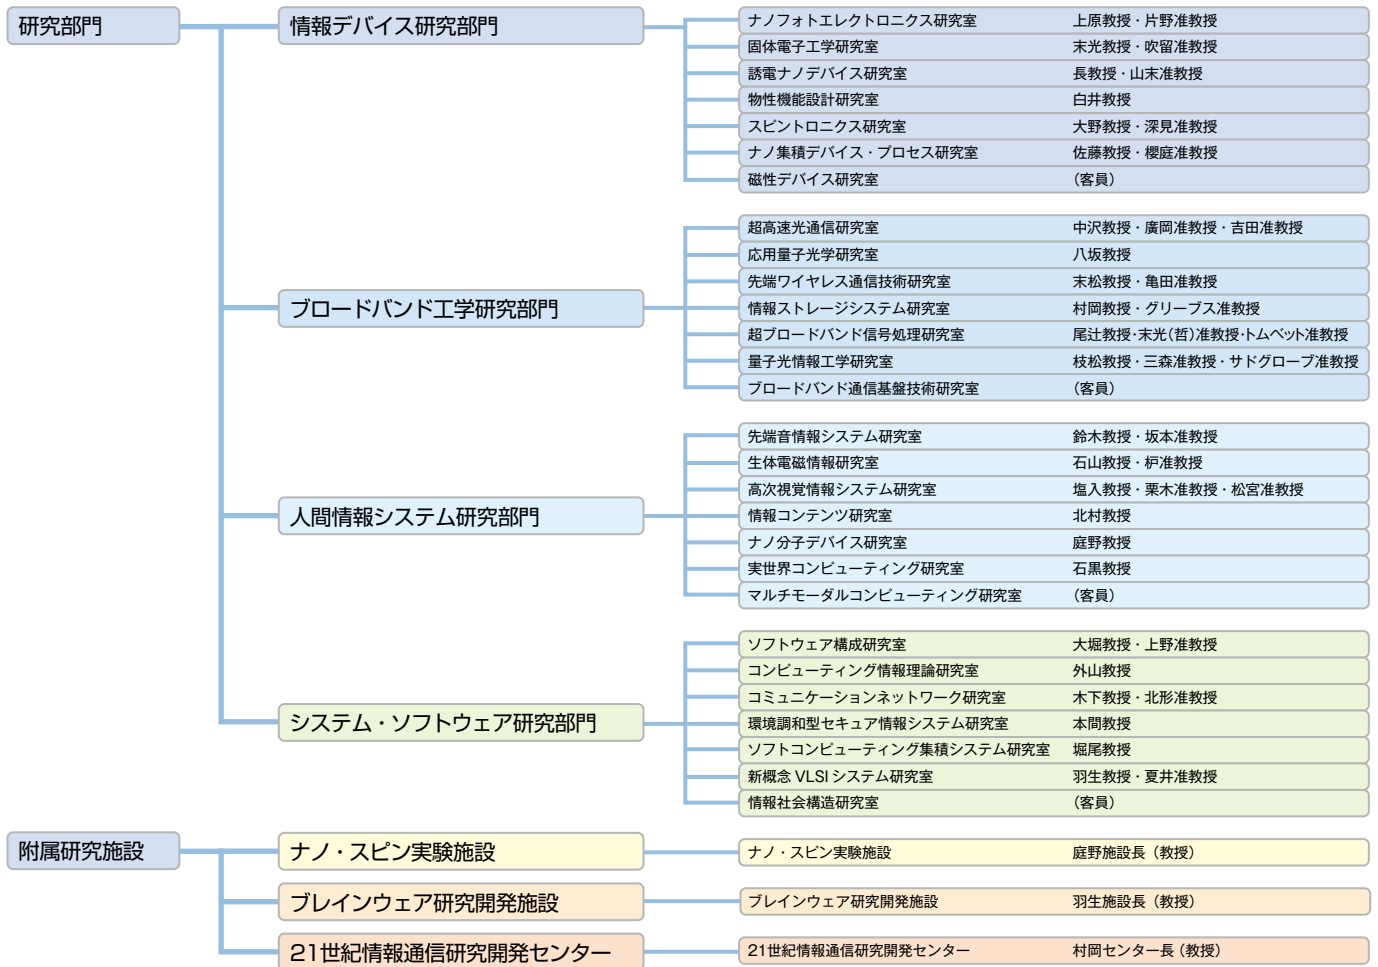 研究部門
情報デバイス研究部門
ナノフォトエレクトロニクス研究室 上原教授・片野准教授
固体電子工学研究室 末光教授・吹留准教授
誘電ナノデバイス研究室 長教授・山末准教授
物性機能設計研究室 白井教授
スピントロニクス研究室 大野教授・深見准教授
ナノ集積デバイス・プロセス研究室 佐藤教授・櫻庭准教授
磁性デバイス研究室 (客員)
ブロードバンド工学研究部門
超高速光通信研究室 中沢教授・廣岡准教授・吉田准教授
応用量子光学研究室 八坂教授
先端ワイヤレス通信技術研究室 末松教授・亀田准教授
情報ストレージシステム研究室 村岡教授・グリーブス准教授
超ブロードバンド信号処理研究室 尾辻教授・末光(哲)准教授・トムベット准教授
量子光情報工学研究室 枝松教授・三森准教授・サドグローブ准教授
ブロードバンド通信基盤技術研究室 (客員)
人間情報システム研究部門
先端音情報システム研究室 鈴木教授・坂本准教授
生体電磁情報研究室 石山教授・枦准教授
高次視覚情報システム研究室 塩入教授・栗木准教授・松宮准教授
情報コンテンツ研究室 北村教授
ナノ分子デバイス研究室 庭野教授
実世界コンピューティング研究室 石黒教授
マルチモーダルコンピューティング研究室 (客員)
システム・ソフトウェア研究部門
ソフトウェア構成研究室 大堀教授・上野准教授
コンピューティング情報理論研究室 外山教授
コミュニケーションネットワーク研究室 木下教授・北形准教授
環境調和型セキュア情報システム研究室 本間教授
ソフトコンピューティング集積システム研究室 堀尾教授
新概念 VLSI システム研究室 羽生教授・夏井准教授
情報社会構造研究室 (客員)
附属研究施設
ナノ・スピン実験施設
ナノ・スピン実験施設 庭野施設長（教授）
ブレインウェア研究開発施設
ブレインウェア研究開発施設 羽生施設長（教授）
21世紀情報通信研究開発センター
21世紀情報通信研究開発センター 村岡センター長（教授）